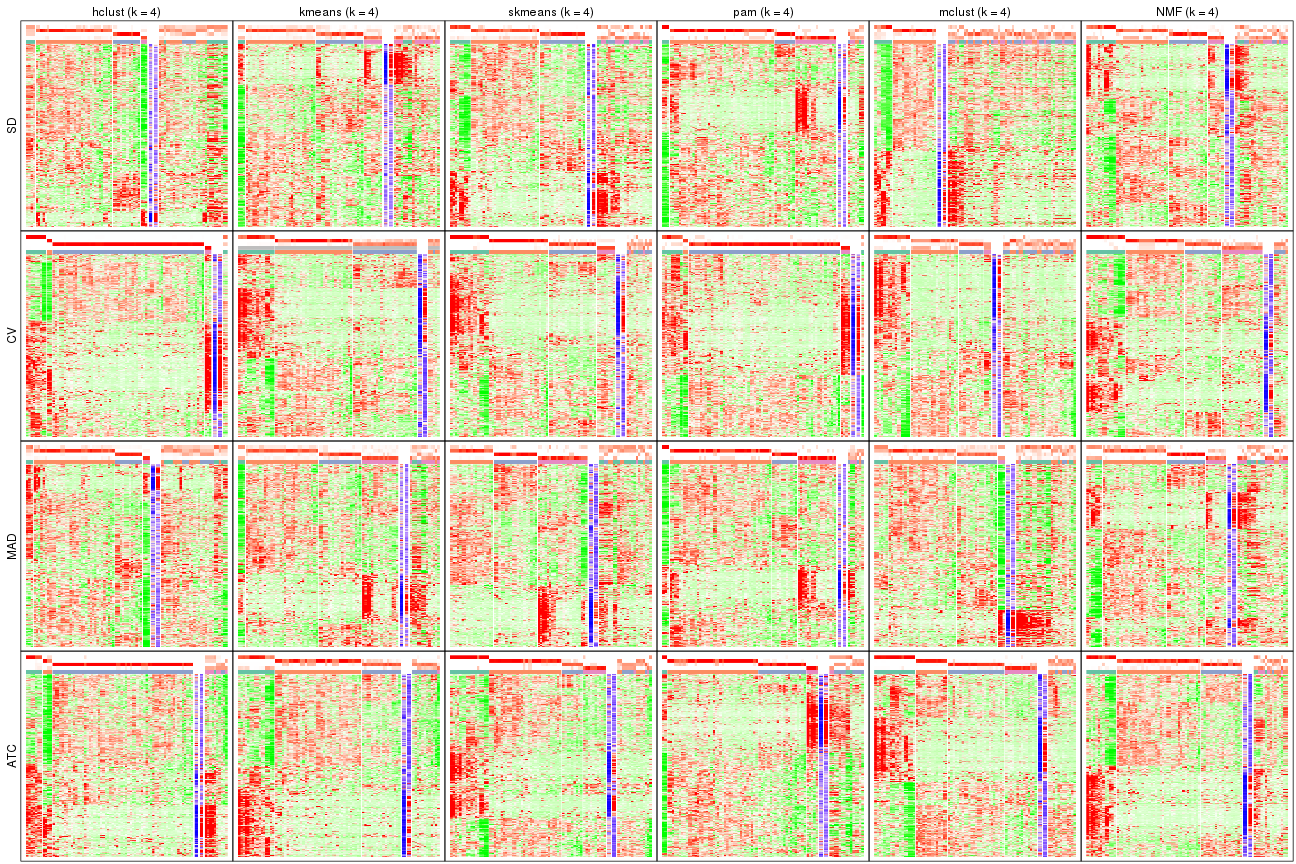 hclust (k = 4) kmeans (k = 4) skmeans (k = 4) pam (k = 4) mclust (k = 4) NMF (k = 4)
SD
CV
MAD
ATC